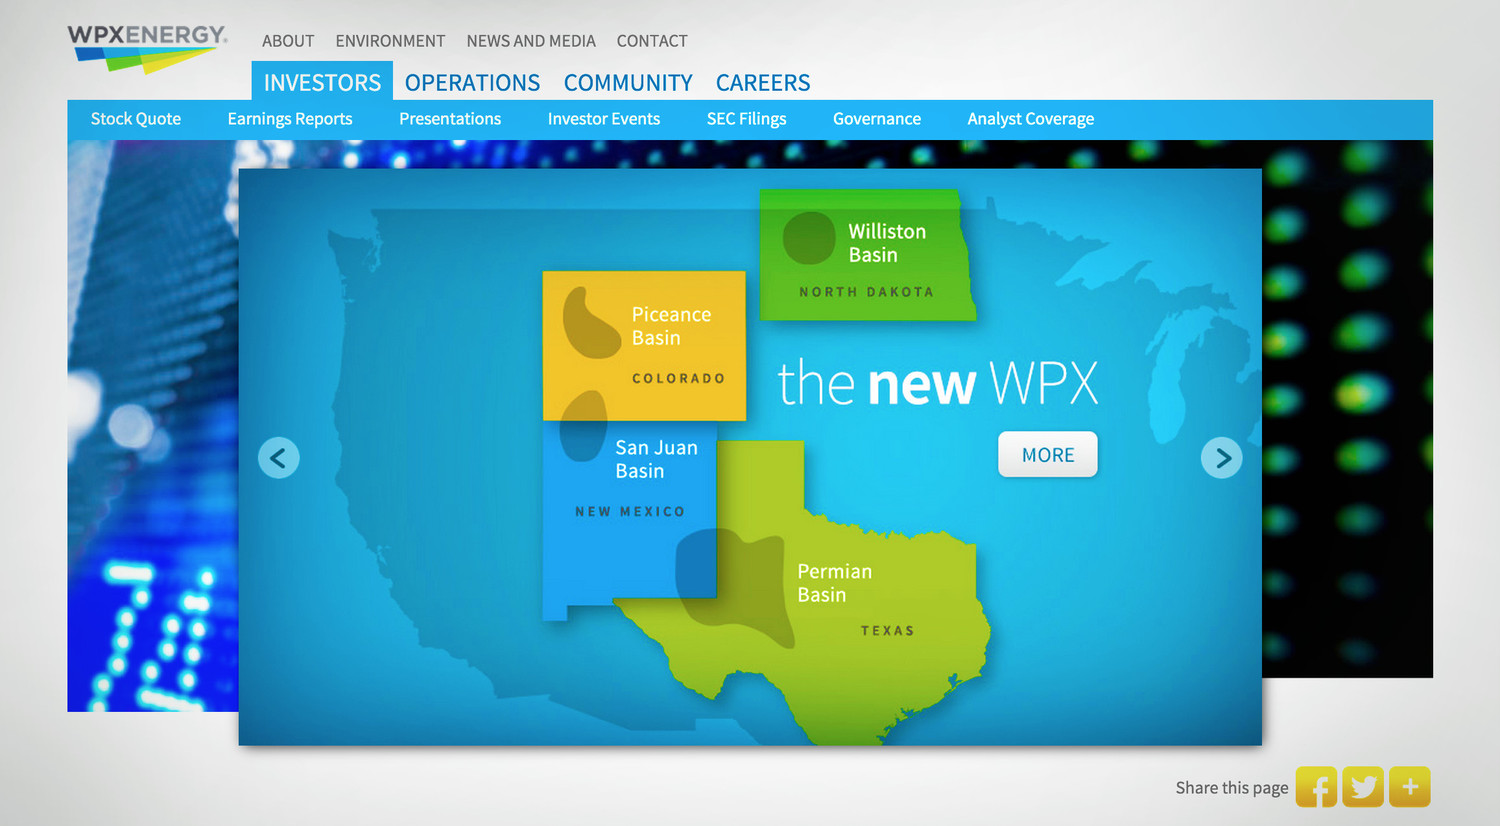 WPXENERGY®
ABOUT ENVIRONMENT NEWS AND MEDIA CONTACT
INVESTORS OPERATIONS COMMUNITY CAREERS
Stock Quote Earnings Reports Presentations Investor Events SEC Filings Governance Analyst Coverage
Williston
Basin
NORTH DAKOTA
Piceance
Basin
COLORADO
the new WPX
MORE
San Juan
Basin
NEW MEXICO
Permian
Basin
TEXAS
Share this page